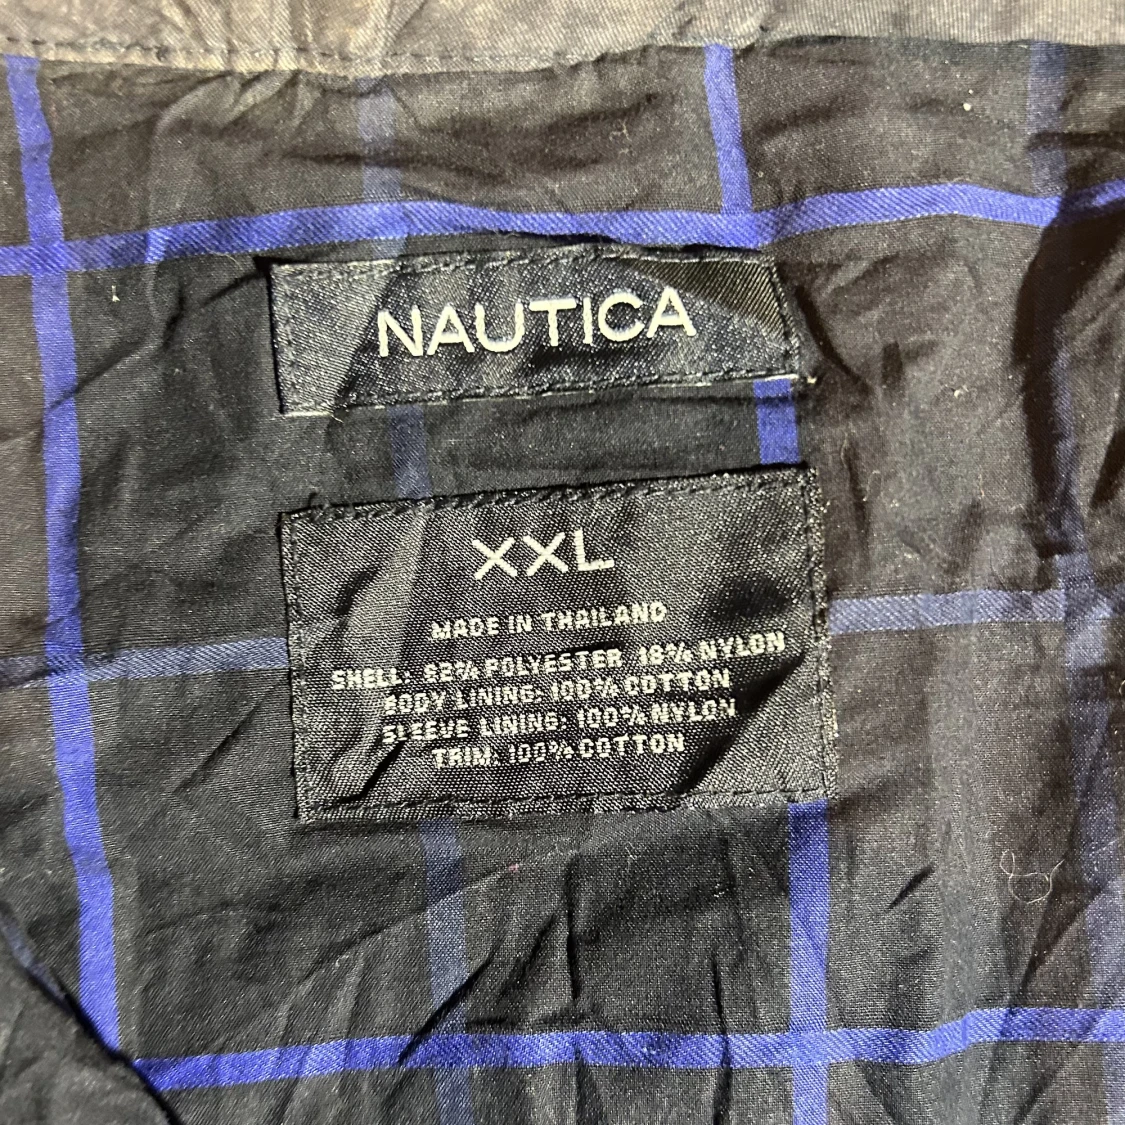 NAUTICA
XXL
MADE IN THAILAND
SHELL: 82% POLYESTER 18% NYLON
BODY LINING: 100% COTTON
SLEEVE LINING: 100% NYLON
TRIM: 100% COTTON